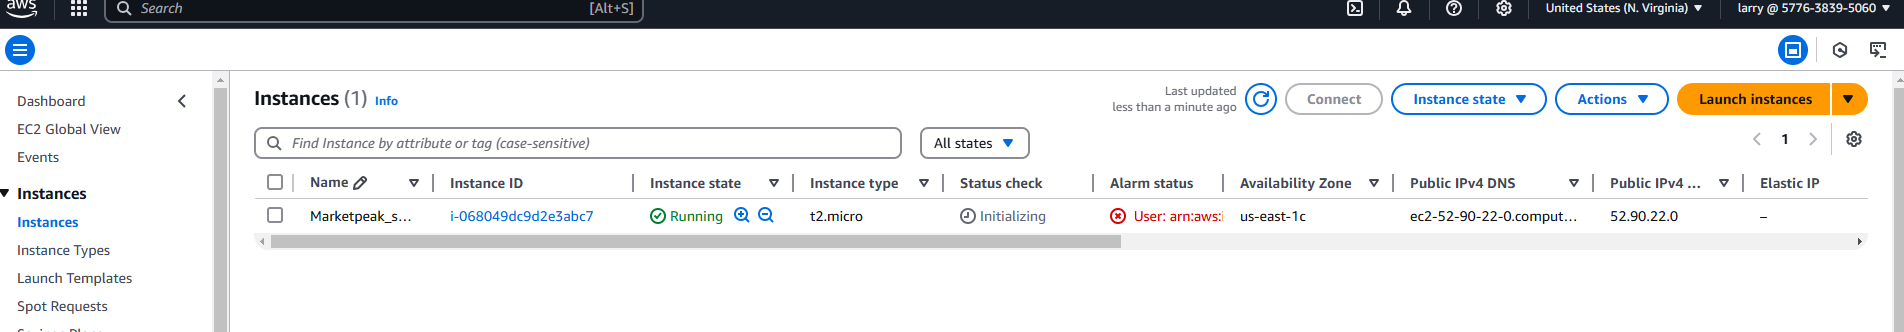 aws
Search
[Alt+S]
United States (N. Virginia)
larry @ 5776-3839-5060
Dashboard
EC2 Global View
Events
Instances
Instances
Instance Types
Launch Templates
Spot Requests
Instances (1) Info
Last updated
less than a minute ago
Connect
Instance state
Actions
Launch instances
Find Instance by attribute or tag (case-sensitive)
All states
1
Name Instance ID Instance state Instance type Status check Alarm status Availability Zone Public IPv4 DNS Public IPv4 ... Elastic IP
Marketpeak_s... i-068049dc9d2e3abc7 Running t2.micro Initializing User: arn:aws: us-east-1c ec2-52-90-22-0.comput... 52.90.22.0 –